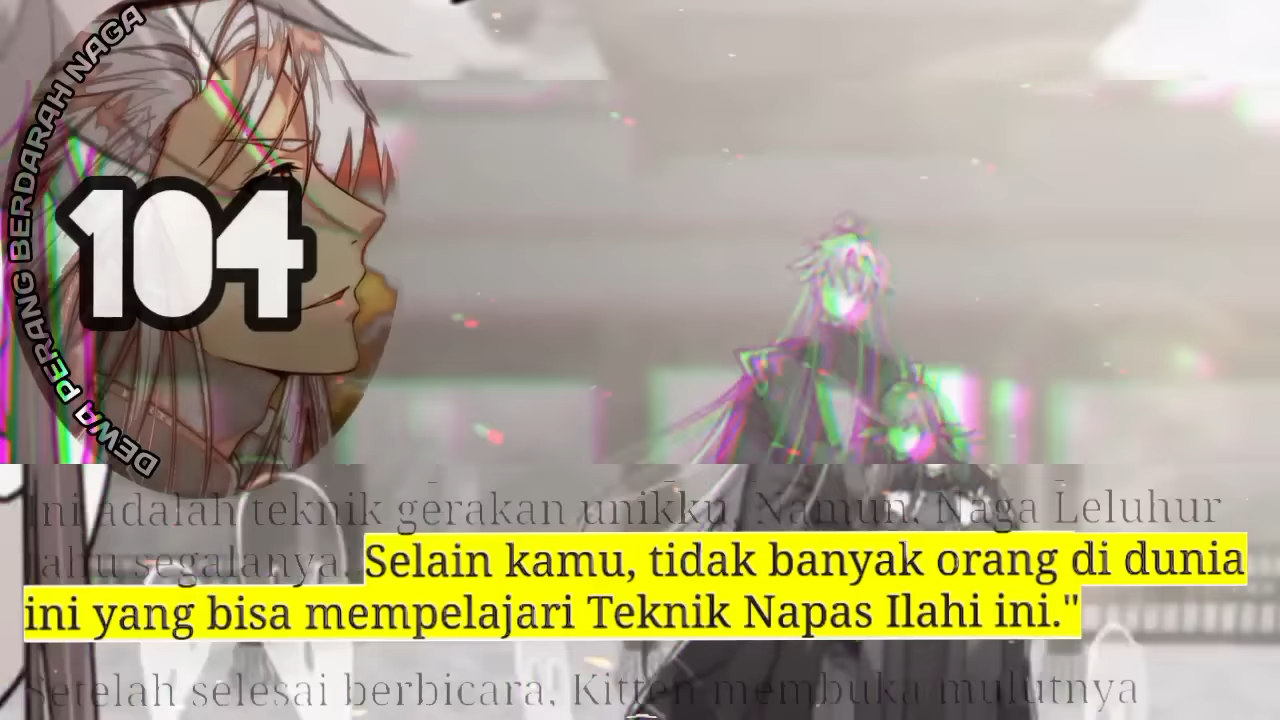 DEWA PERANG BERDARAH NAGA
104
Ini adalah teknik gerakan unikku. Namun, Naga Leluhur
tahu segalanya. Selain kamu, tidak banyak orang di dunia
ini yang bisa mempelajari Teknik Napas Ilahi ini."
Setelah selesai berbicara, Kitten membuka mulutnya